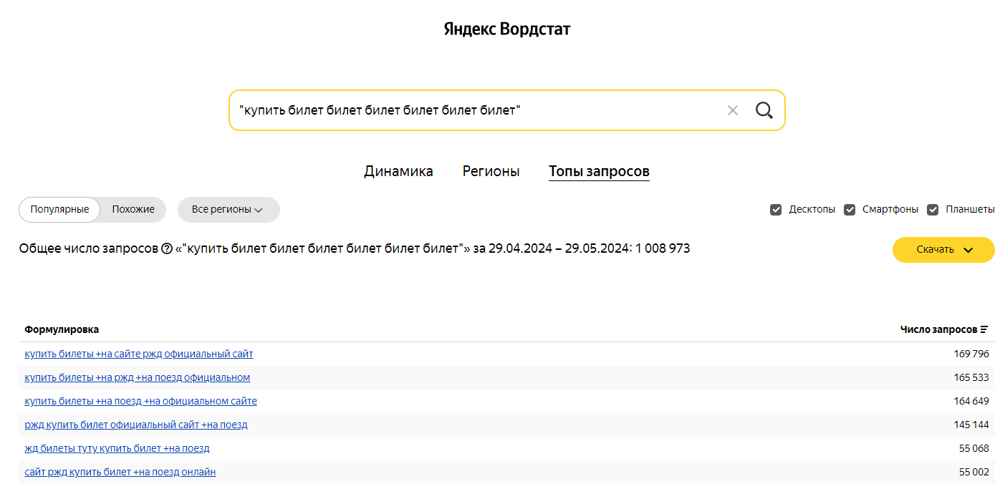 Яндекс Вордстат
"купить билет билет билет билет билет билет"
Динамика Регионы Топы запросов
Популярные Похожие Все регионы Десктопы Смартфоны Планшеты
Общее число запросов ? «"купить билет билет билет билет билет билет"» за 29.04.2024 – 29.05.2024: 1 008 973
Скачать
Формулировка Число запросов
купить билеты +на сайте ржд официальный сайт 169 796
купить билеты +на ржд +на поезд официальном 165 533
купить билеты +на поезд +на официальном сайте 164 649
ржд купить билет официальный сайт +на поезд 145 144
жд билеты туту купить билет +на поезд 55 068
сайт ржд купить билет +на поезд онлайн 55 002